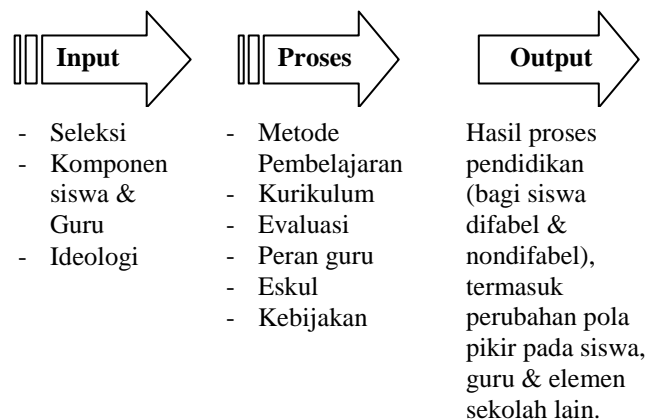 Input
- Seleksi
- Komponen
siswa &
Guru
- Ideologi
Proses
- Metode
Pembelajaran
- Kurikulum
- Evaluasi
- Peran guru
- Eskul
- Kebijakan
Output
Hasil proses
pendidikan
(bagi siswa
difabel &
nondifabel),
termasuk
perubahan pola
pikir pada siswa,
guru & elemen
sekolah lain.